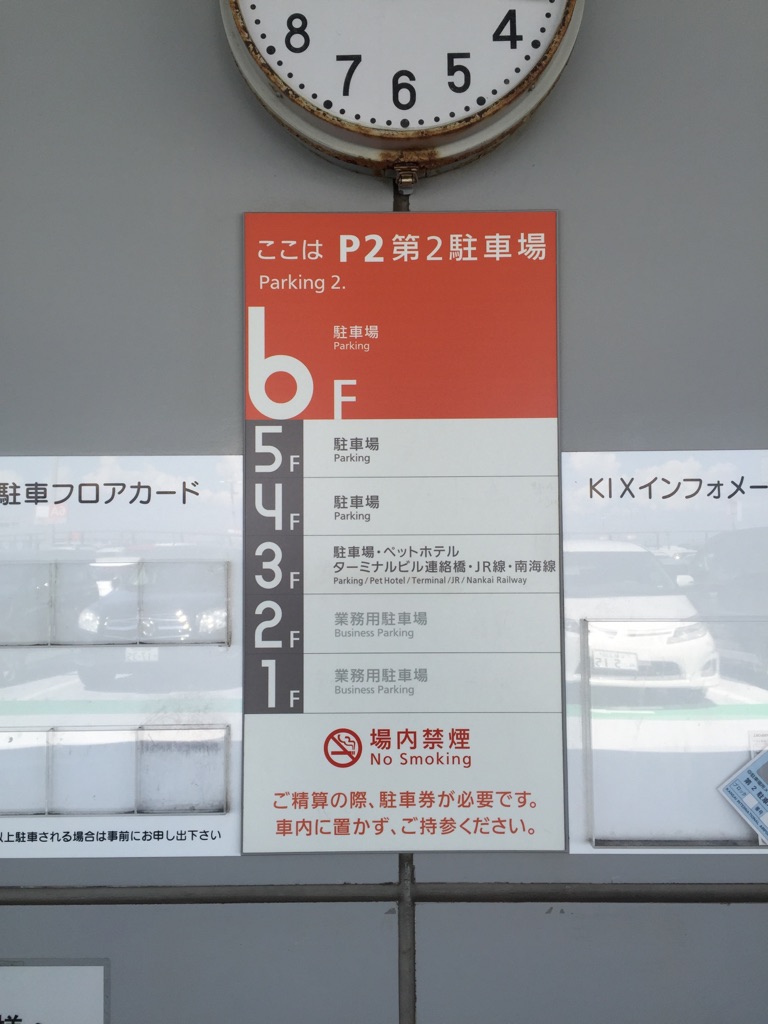 8 7 6 5 4
ここは P2 第2駐車場
Parking 2.
6F 駐車場
Parking
5F 駐車場
Parking
4F 駐車場
Parking
3F 駐車場・ペットホテル
ターミナルビル連絡橋・JR線・南海線
Parking / Pet Hotel / Terminal /JR / Nankai Railway
2F 業務用駐車場
Business Parking
1F 業務用駐車場
Business Parking
場内禁煙
No Smoking
ご精算の際、駐車券が必要です。
車内に置かず、ご持参ください。
駐車フロアカード
以上駐車される場合は事前にお申し出下さい
KIXインフォメー
様